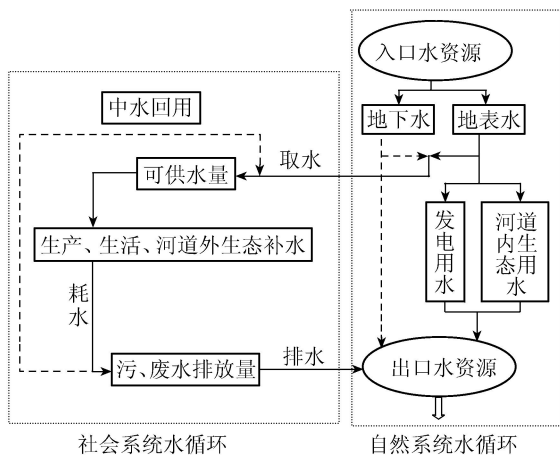 入口水资源
中水回用
地下水
地表水
取水
可供水量
生产、生活、河道外生态补水
发电用水
河道内生态用水
耗水
污、废水排放量
排水
出口水资源
社会系统水循环
自然系统水循环